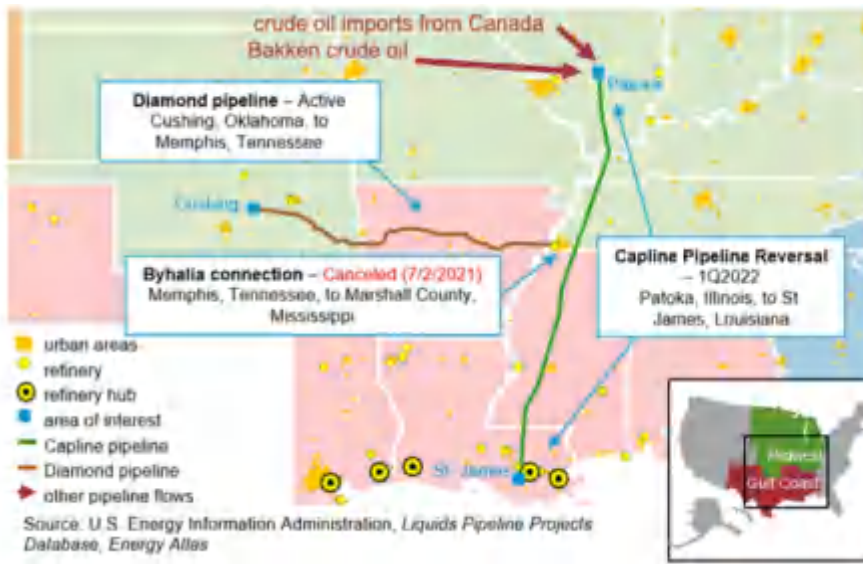 crude oil imports from Canada
Bakken crude oil
Patoka
Diamond pipeline – Active
Cushing, Oklahoma, to
Memphis, Tennessee
Cushing
Byhalia connection – Canceled (7/2/2021)
Memphis, Tennessee, to Marshall County,
Mississippi
Capline Pipeline Reversal
– 1Q2022
Patoka, Illinois, to St
James, Louisiana
urban areas
refinery
refinery hub
area of interest
Capline pipeline
Diamond pipeline
other pipeline flows
St. James
Midwest
Gulf Coast
Source: U.S. Energy Information Administration, Liquids Pipeline Projects
Database, Energy Atlas